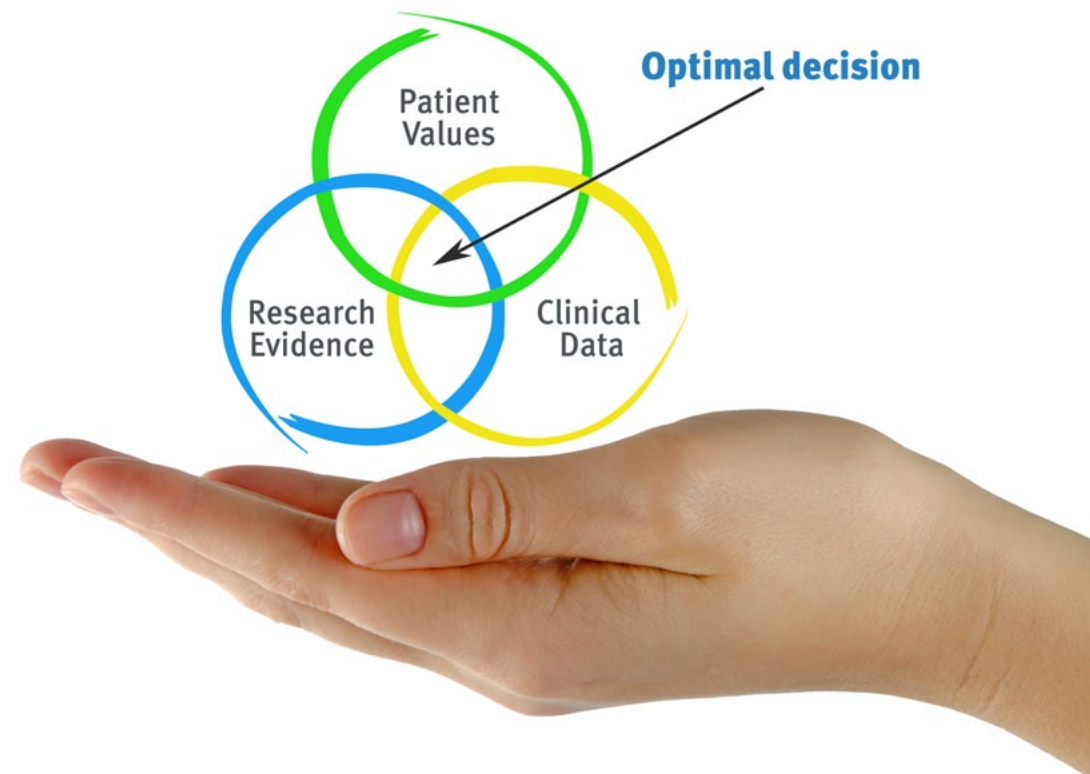 Optimal decision
Patient
Values
Research
Evidence
Clinical
Data